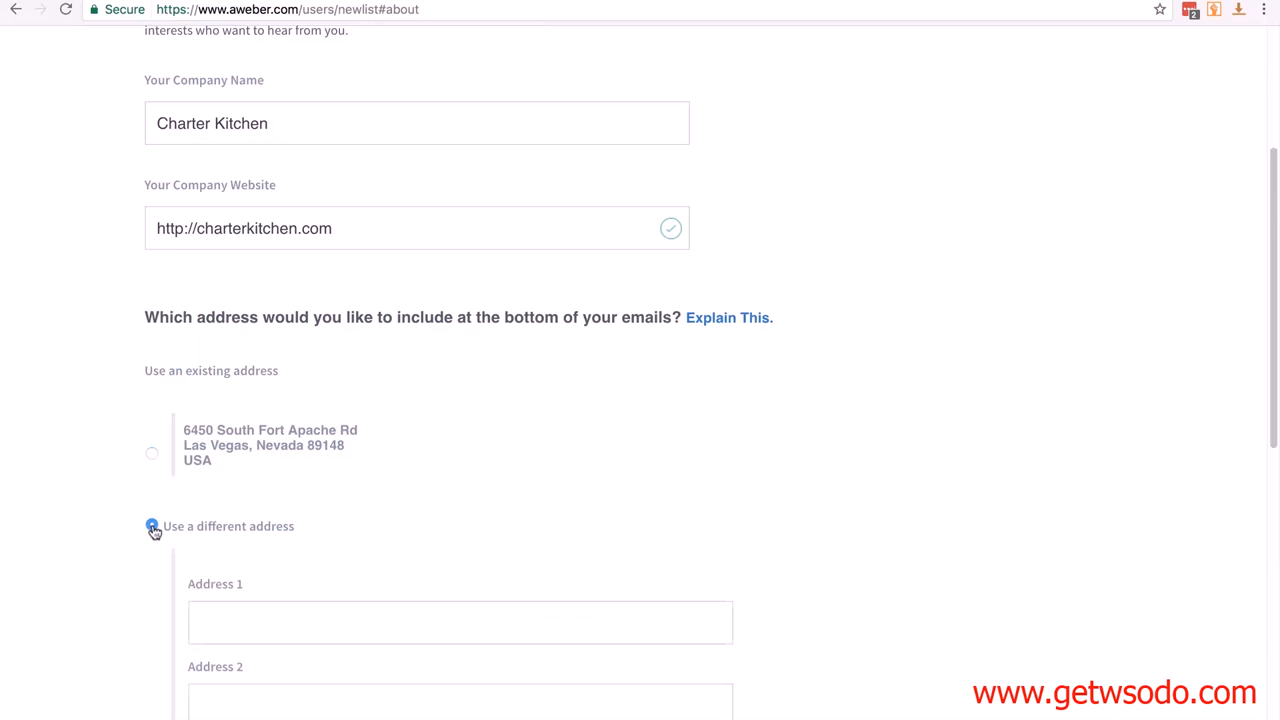 Secure https://www.aweber.com/users/newlist#about
2
interests who want to hear from you.
Your Company Name
Charter Kitchen
Your Company Website
http://charterkitchen.com
Which address would you like to include at the bottom of your emails? Explain This.
Use an existing address
6450 South Fort Apache Rd
Las Vegas, Nevada 89148
USA
Use a different address
Address 1
Address 2
www.getwsodo.com